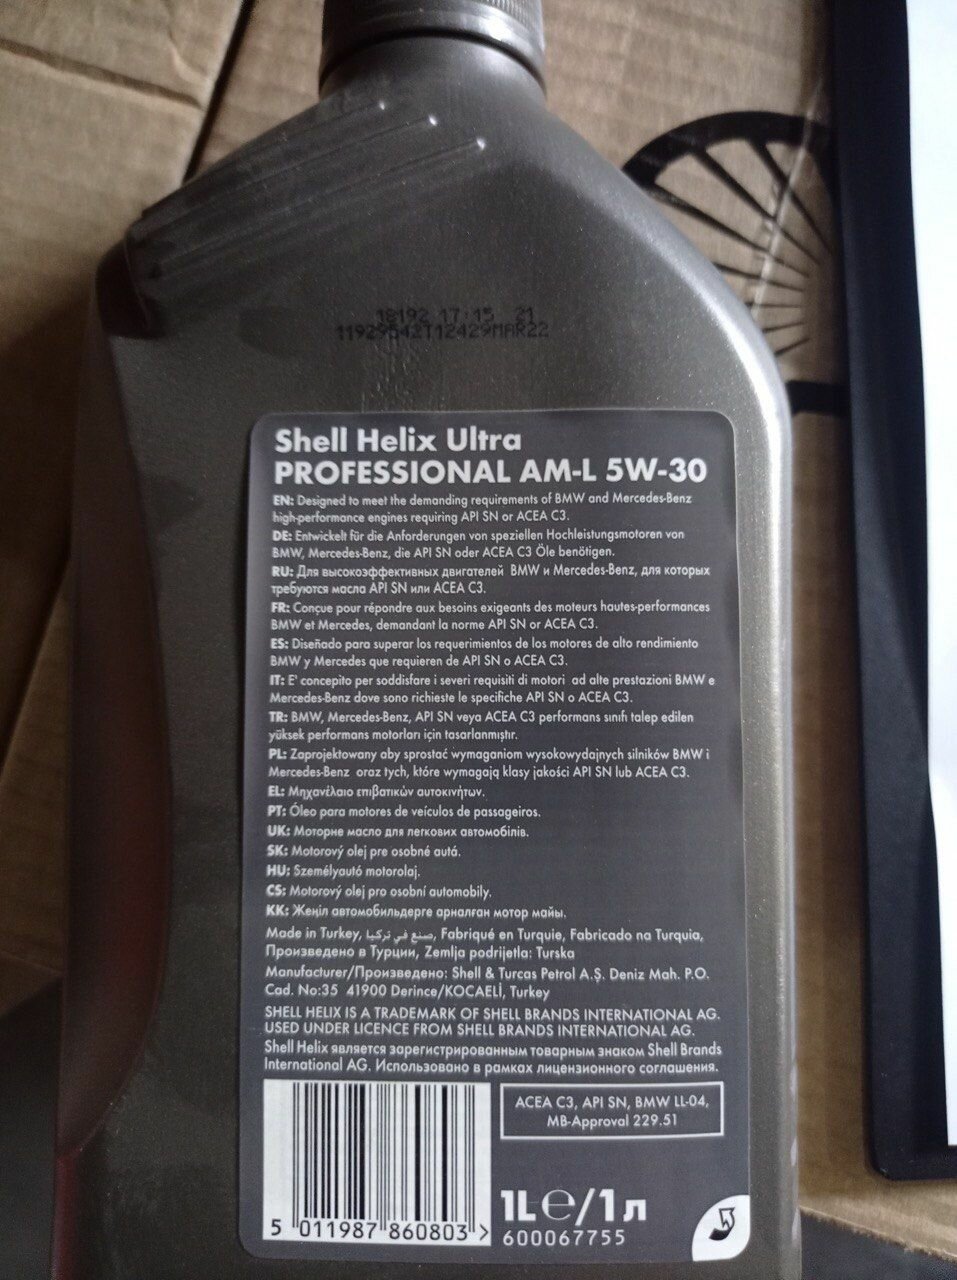 18192 17:15 21
11929542T12429MAR22
Shell Helix Ultra
PROFESSIONAL AM-L 5W-30
EN: Designed to meet the demanding requirements of BMW and Mercedes-Benz
high-performance engines requiring API SN or ACEA C3.
DE: Entwickelt für die Anforderungen von speziellen Hochleistungsmotoren von
BMW, Mercedes-Benz, die API SN oder ACEA C3 Öle benötigen.
RU: Для высокоэффективных двигателей BMW и Mercedes-Benz, для которых
требуются масла API SN или ACEA C3.
FR: Conçue pour répondre aux besoins exigeants des moteurs hautes-performances
BMW et Mercedes, demandant la norme API SN or ACEA C3.
ES: Diseñado para superar los requerimientos de los motores de alto rendimiento
BMW y Mercedes que requieren de API SN o ACEA C3.
IT: E' concepito per soddisfare i severi requisiti di motori ad alte prestazioni BMW e
Mercedes-Benz dove sono richieste le specifiche API SN o ACEA C3.
TR: BMW, Mercedes-Benz, API SN veya ACEA C3 performans sınıfı talep edilen
yüksek performans motorları için tasarlanmıştır.
PL: Zaprojektowany aby sprostać wymaganiom wysokowydajnych silników BMW i
Mercedes-Benz oraz tych, które wymagają klasy jakości API SN lub ACEA C3.
EL: Μηχανέλαιο επιβατικών αυτοκινήτων.
PT: Óleo para motores de veículos de passageiros.
UK: Моторне масло для легкових автомобілів.
SK: Motorový olej pre osobné autá.
HU: Személyautó motorolaj.
CS: Motorový olej pro osobní automobily.
KK: Жеңіл автомобильдерге арналған мотор майы.
Made in Turkey, صنع في تركيا, Fabriqué en Turquie, Fabricado na Turquia,
Произведено в Турции, Zemlja podrijetla: Turska
Manufacturer/Произведено: Shell & Turcas Petrol A.Ş. Deniz Mah. P.O.
Cad. No:35 41900 Derince/KOCAELİ, Turkey
SHELL HELIX IS A TRADEMARK OF SHELL BRANDS INTERNATIONAL AG.
USED UNDER LICENCE FROM SHELL BRANDS INTERNATIONAL AG.
Shell Helix является зарегистрированным товарным знаком Shell Brands
International AG. Использовано в рамках лицензионного соглашения.
ACEA C3, API SN, BMW LL-04,
MB-Approval 229.51
1L℮/1л
600067755
5 011987 860803 >